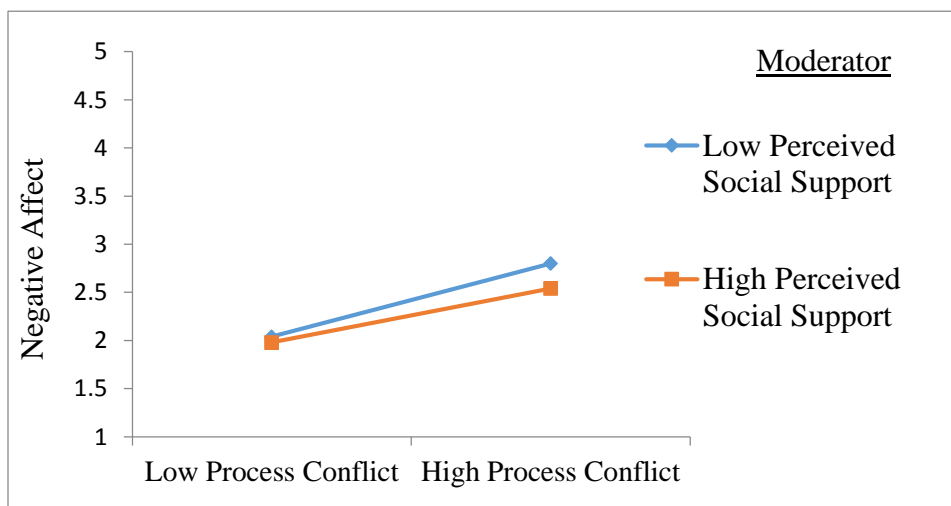 5
4.5
4
3.5
3
2.5
2
1.5
1
Negative Affect
Low Process Conflict
High Process Conflict
Moderator
Low Perceived
Social Support
High Perceived
Social Support